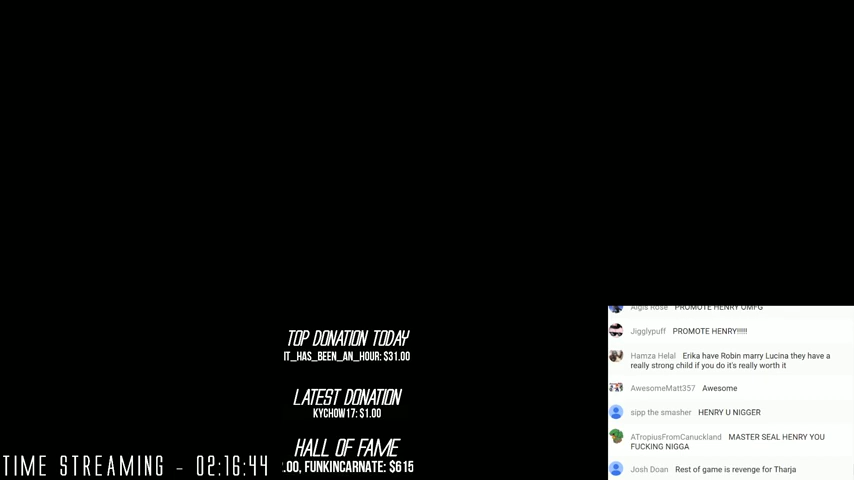 TOP DONATION TODAY
IT_HAS_BEEN_AN_HOUR: $31.00
LATEST DONATION
KYCHOW17: $1.00
HALL OF FAME
.00, FUNKINCARNATE: $615
TIME STREAMING - 02:16:44
Aigis Rose PROMOTE HENRY OMFG
Jigglypuff PROMOTE HENRY!!!!!
Hamza Helal Erika have Robin marry Lucina they have a
really strong child if you do it's really worth it
AwesomeMatt357 Awesome
sipp the smasher HENRY U NIGGER
ATropiusFromCanuckland MASTER SEAL HENRY YOU
FUCKING NIGGA
Josh Doan Rest of game is revenge for Tharja